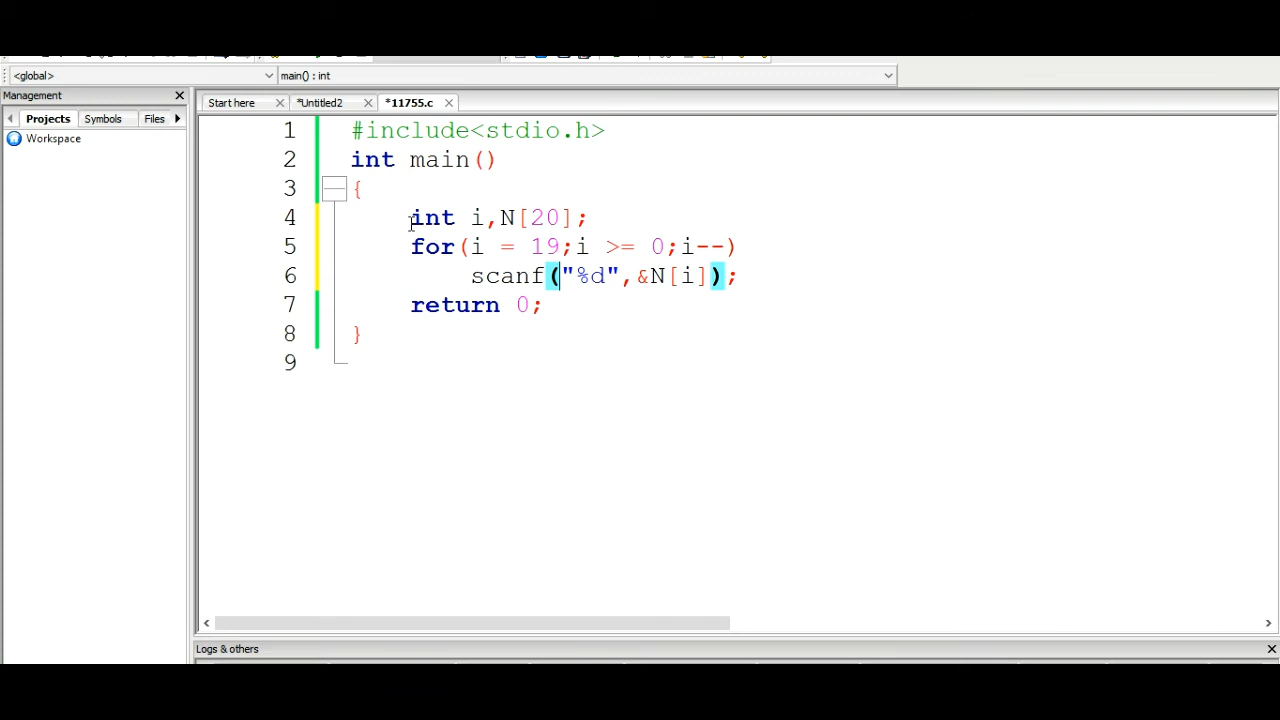 <global>
main() : int
Management
Projects
Symbols
Files
Workspace
Start here
*Untitled2
*11755.c
1 #include<stdio.h>
2 int main()
3 {
4 int i,N[20];
5 for(i = 19;i >= 0;i--)
6 scanf("%d",&N[i]);
7 return 0;
8 }
9
Logs & others